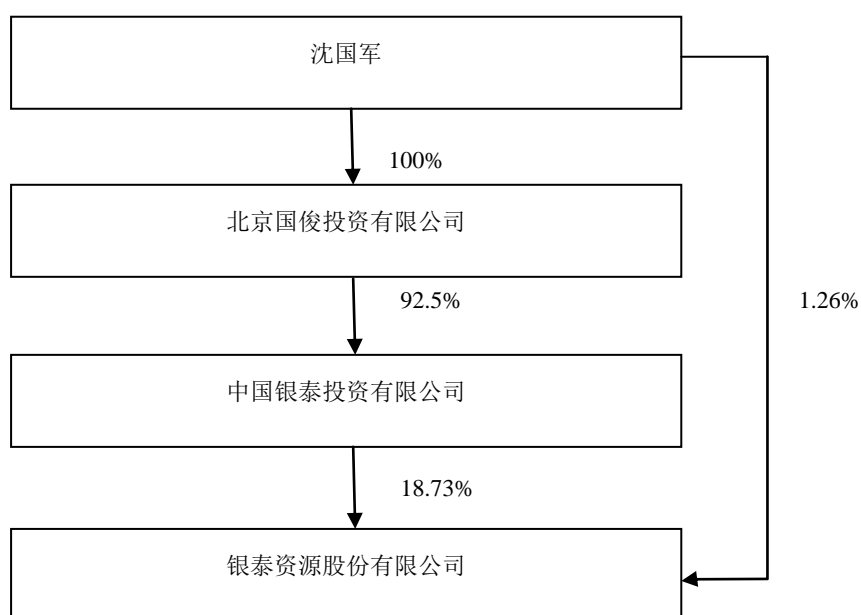 沈国军
100%
北京国俊投资有限公司
92.5%
1.26%
中国银泰投资有限公司
18.73%
银泰资源股份有限公司